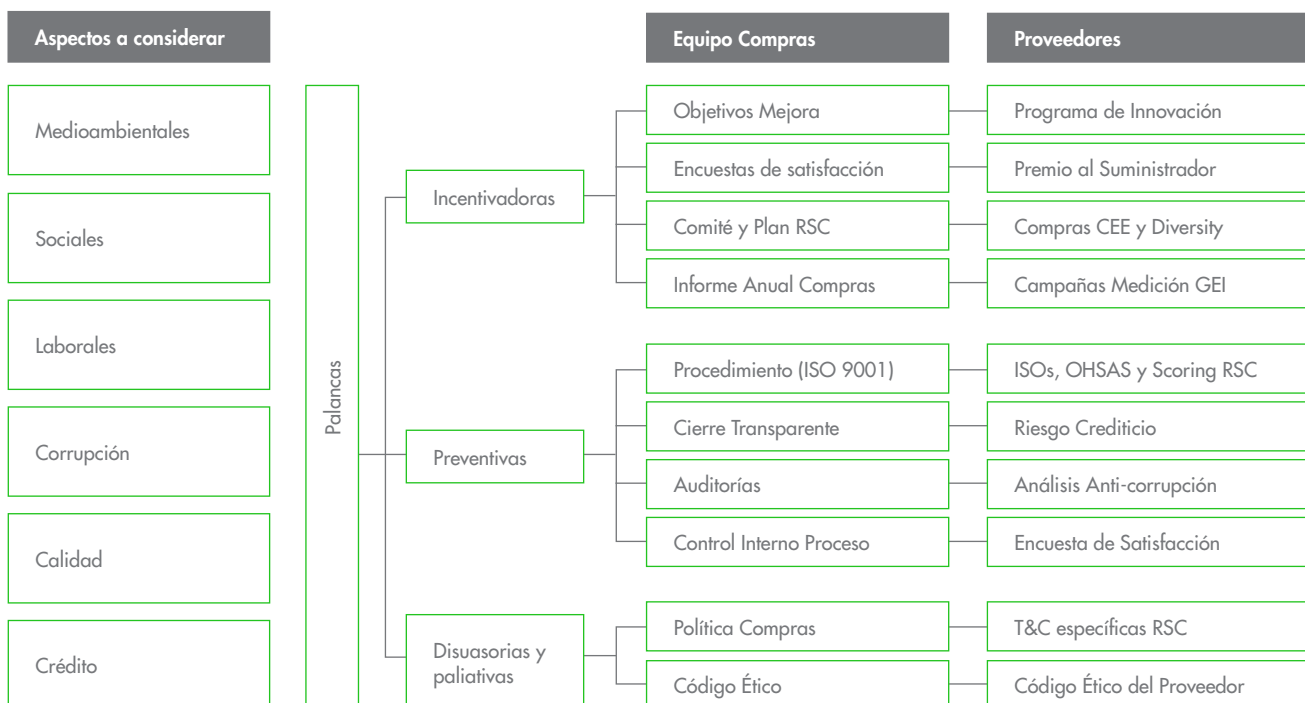 Aspectos a considerar
Equipo Compras
Proveedores
Medioambientales
Sociales
Laborales
Corrupción
Calidad
Crédito
Palancas
Incentivadoras
Objetivos Mejora
Programa de Innovación
Encuestas de satisfacción
Premio al Suministrador
Comité y Plan RSC
Compras CEE y Diversity
Informe Anual Compras
Campañas Medición GEI
Preventivas
Procedimiento (ISO 9001)
ISOs, OHSAS y Scoring RSC
Cierre Transparente
Riesgo Crediticio
Auditorías
Análisis Anti-corrupción
Control Interno Proceso
Encuesta de Satisfacción
Disuasorias y
paliativas
Política Compras
T&C específicas RSC
Código Ético
Código Ético del Proveedor